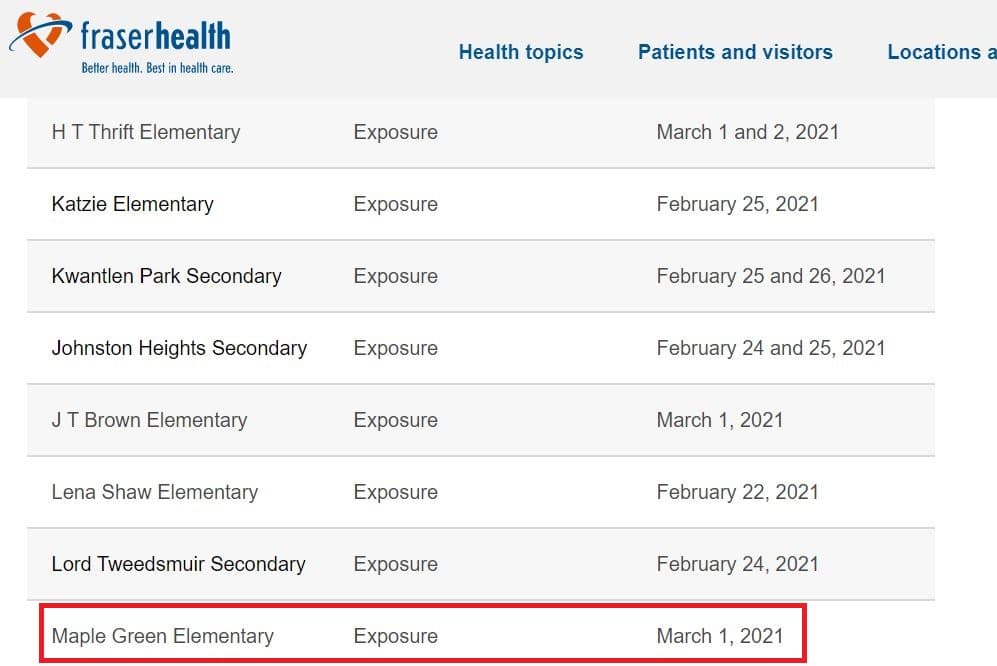 fraserhealth
Better health. Best in health care.
Health topics Patients and visitors Locations a
H T Thrift Elementary Exposure March 1 and 2, 2021
Katzie Elementary Exposure February 25, 2021
Kwantlen Park Secondary Exposure February 25 and 26, 2021
Johnston Heights Secondary Exposure February 24 and 25, 2021
J T Brown Elementary Exposure March 1, 2021
Lena Shaw Elementary Exposure February 22, 2021
Lord Tweedsmuir Secondary Exposure February 24, 2021
Maple Green Elementary Exposure March 1, 2021